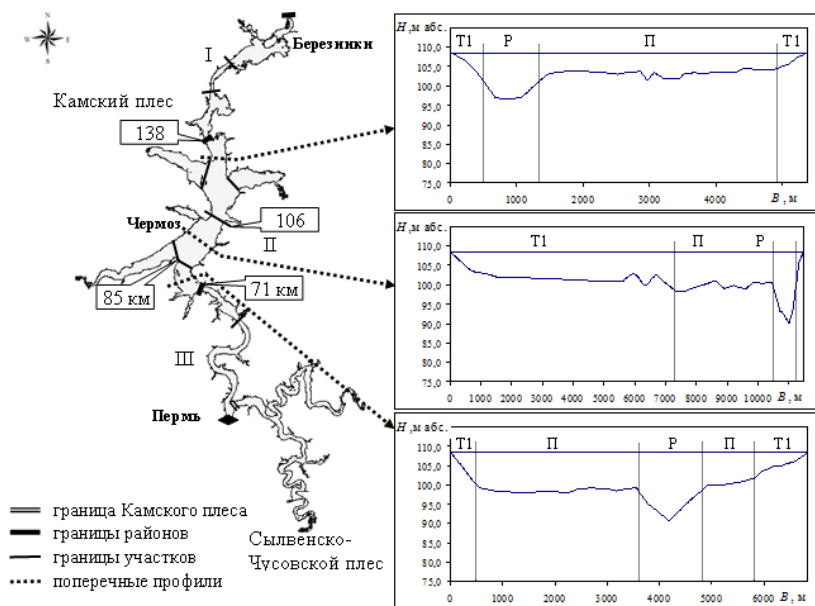 N
W
E
S
I
Березники
Камский плес
138
106
Чермоз
II
85 км
71 км
III
Пермь
граница Камского плеса
границы районов
границы участков
поперечные профили
Сылвенско-
Чусовской плес
H,м абс.
Т1 Р П Т1
110,0
105,0
100,0
95,0
90,0
85,0
80,0
75,0
0 1000 2000 3000 4000 B, м
H,м абс.
Т1 П Р
110,0
105,0
100,0
95,0
90,0
85,0
80,0
75,0
0 1000 2000 3000 4000 5000 6000 7000 8000 9000 10000 B, м
H,м абс.
Т1 П Р П Т1
110,0
105,0
100,0
95,0
90,0
85,0
80,0
75,0
0 1000 2000 3000 4000 5000 6000 B, м